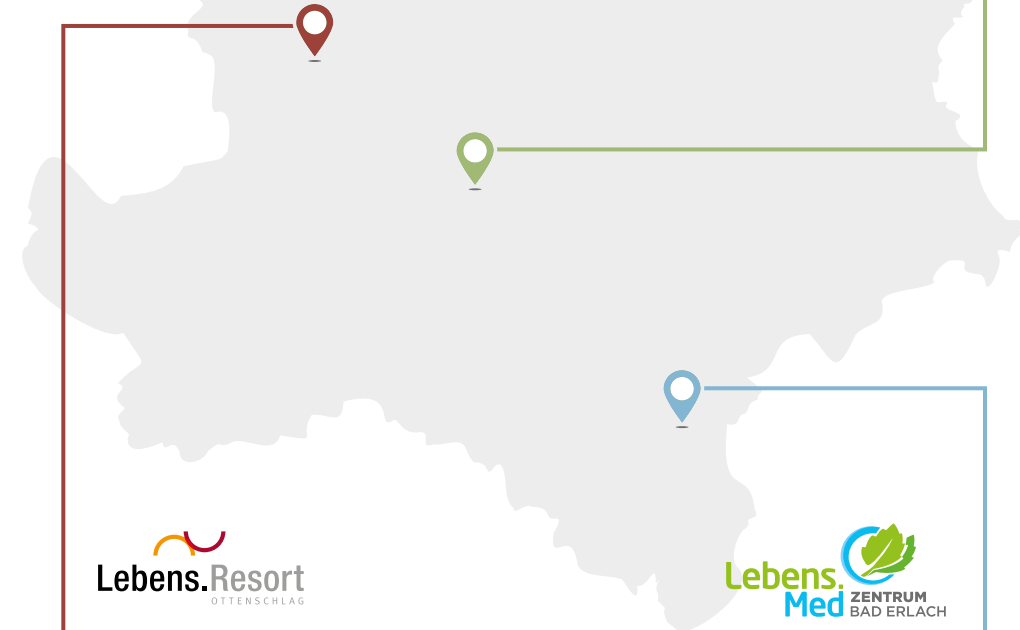 Lebens.Resort
OTTENSCHLAG
Lebens.
Med ZENTRUM
BAD ERLACH